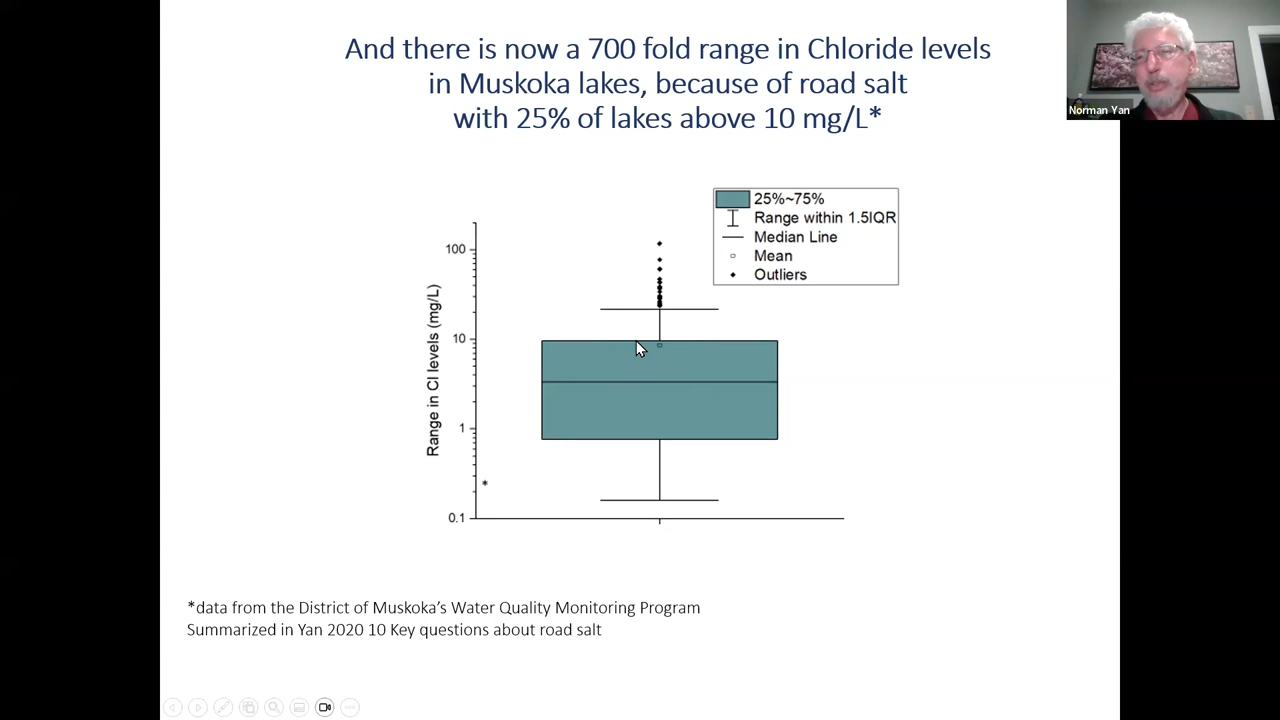 And there is now a 700 fold range in Chloride levels
in Muskoka lakes, because of road salt
with 25% of lakes above 10 mg/L*
Norman Yan
25%~75%
Range within 1.5IQR
Median Line
Mean
Outliers
Range in Cl levels (mg/L)
100
10
1
0.1
*
*data from the District of Muskoka's Water Quality Monitoring Program
Summarized in Yan 2020 10 Key questions about road salt